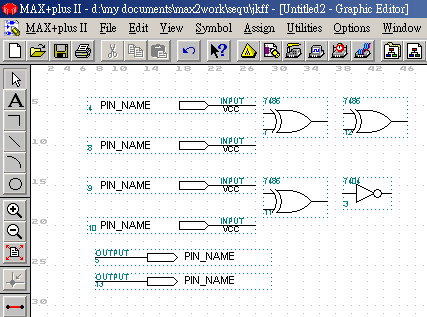 MAX+plus II - d:\my documents\max2work\sequ\jkff - [Untitled2 - Graphic Editor]
MAX+plus II File Edit View Symbol Assign Utilities Options Window
2 4 6 8 10 14 18 22 26 30 34 38 42 46
5
4 PIN_NAME INPUT VCC 7486 7 7486 12
10
8 PIN_NAME INPUT VCC
15
9 PIN_NAME INPUT VCC 7486 11 7404 3
20
10 PIN_NAME INPUT VCC
OUTPUT 5 PIN_NAME
25
OUTPUT 13 PIN_NAME
30
A